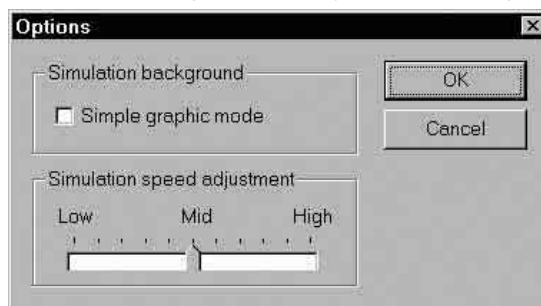 Options
Simulation background
Simple graphic mode
OK
Cancel
Simulation speed adjustment
Low Mid High